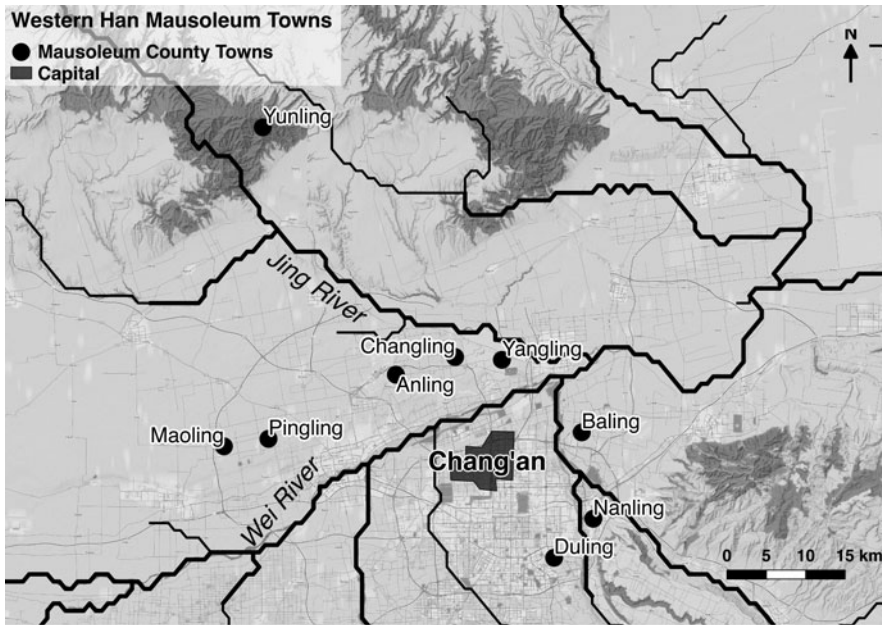 Western Han Mausoleum Towns
Mausoleum County Towns
Capital
N
Yunling
Jing River
Changling
Yangling
Anling
Maoling
Pingling
Baling
Chang'an
Wei River
Nanling
Duling
0 5 10 15 km